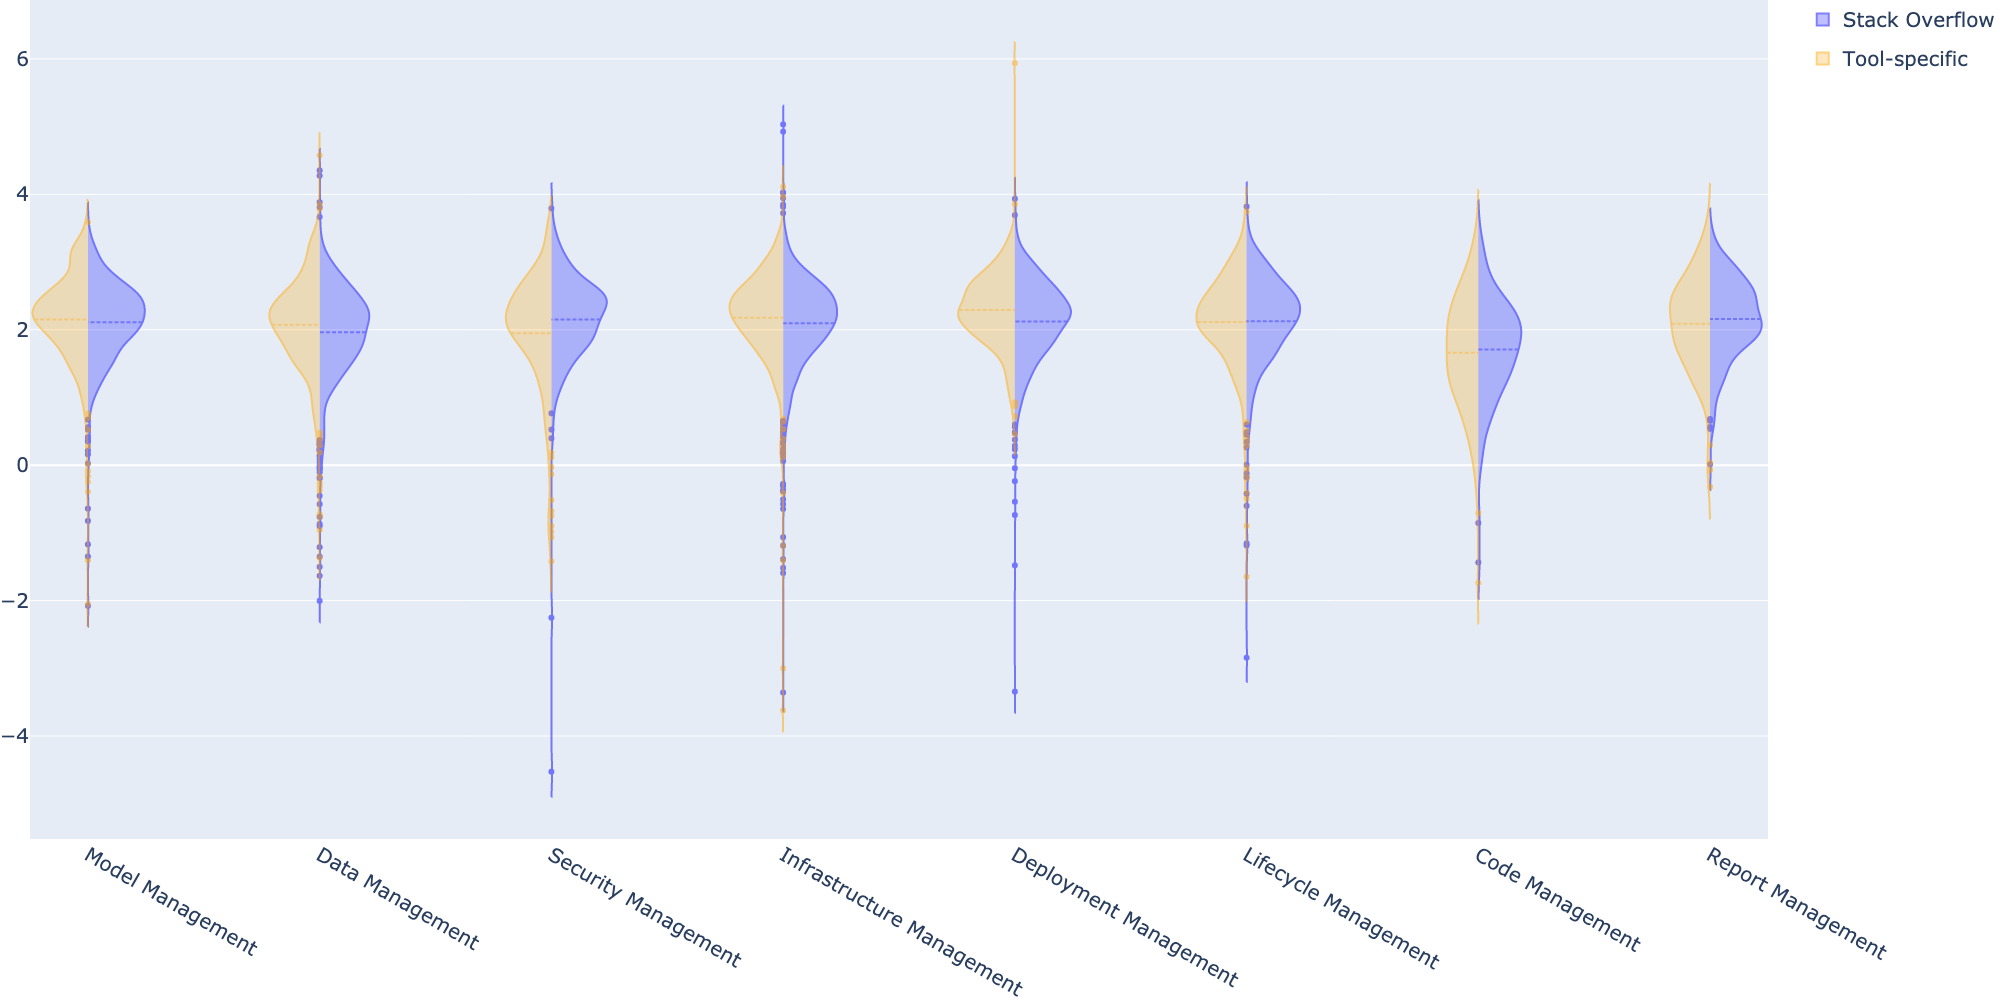 Stack Overflow
Tool-specific
6
4
2
0
−2
−4
Model Management
Data Management
Security Management
Infrastructure Management
Deployment Management
Lifecycle Management
Code Management
Report Management